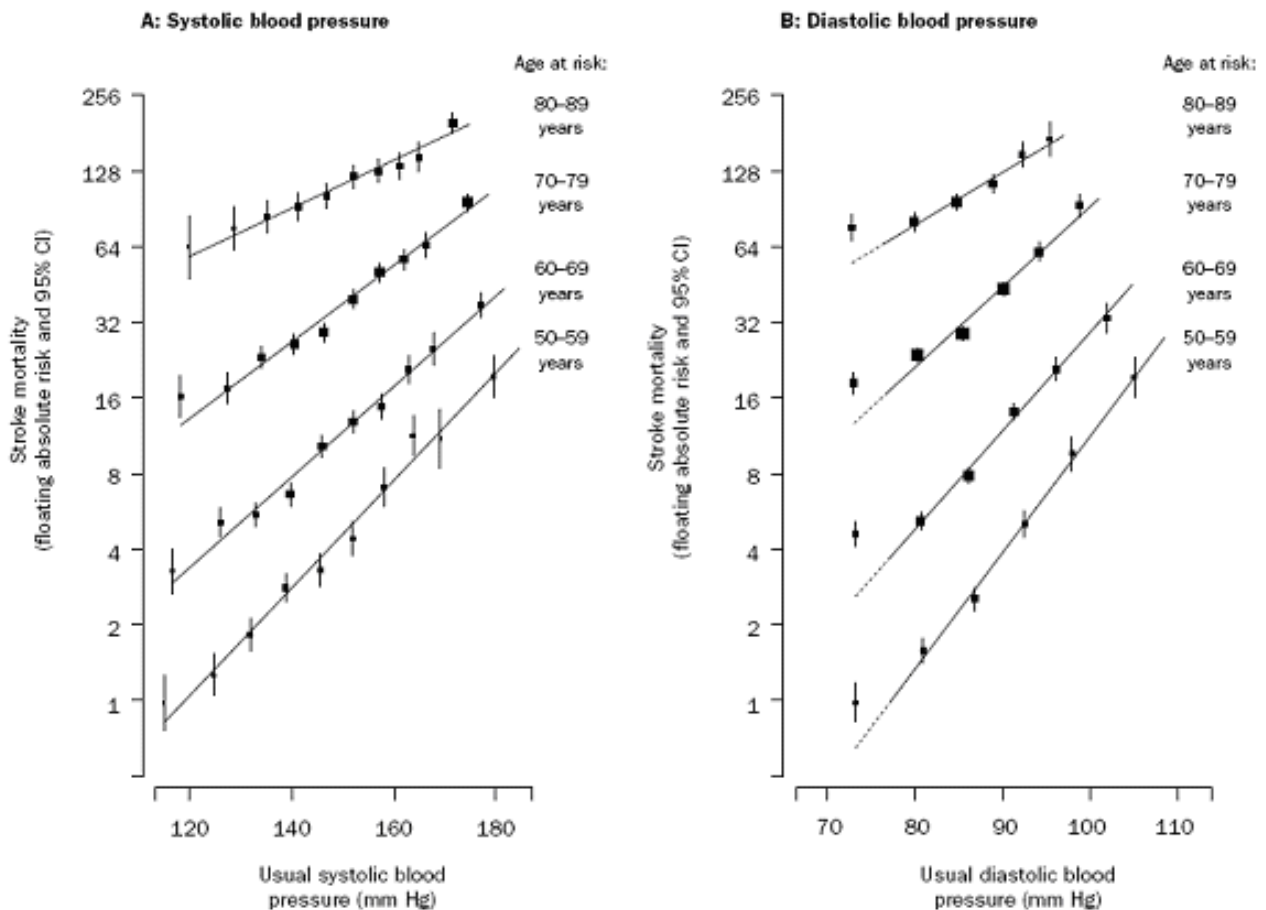 A: Systolic blood pressure
Age at risk:
80–89
years
70–79
years
60–69
years
50–59
years
256
128
64
32
16
8
4
2
1
Stroke mortality
(floating absolute risk and 95% CI)
120 140 160 180
Usual systolic blood
pressure (mm Hg)
B: Diastolic blood pressure
Age at risk:
80–89
years
70–79
years
60–69
years
50–59
years
256
128
64
32
16
8
4
2
1
Stroke mortality
(floating absolute risk and 95% CI)
70 80 90 100 110
Usual diastolic blood
pressure (mm Hg)